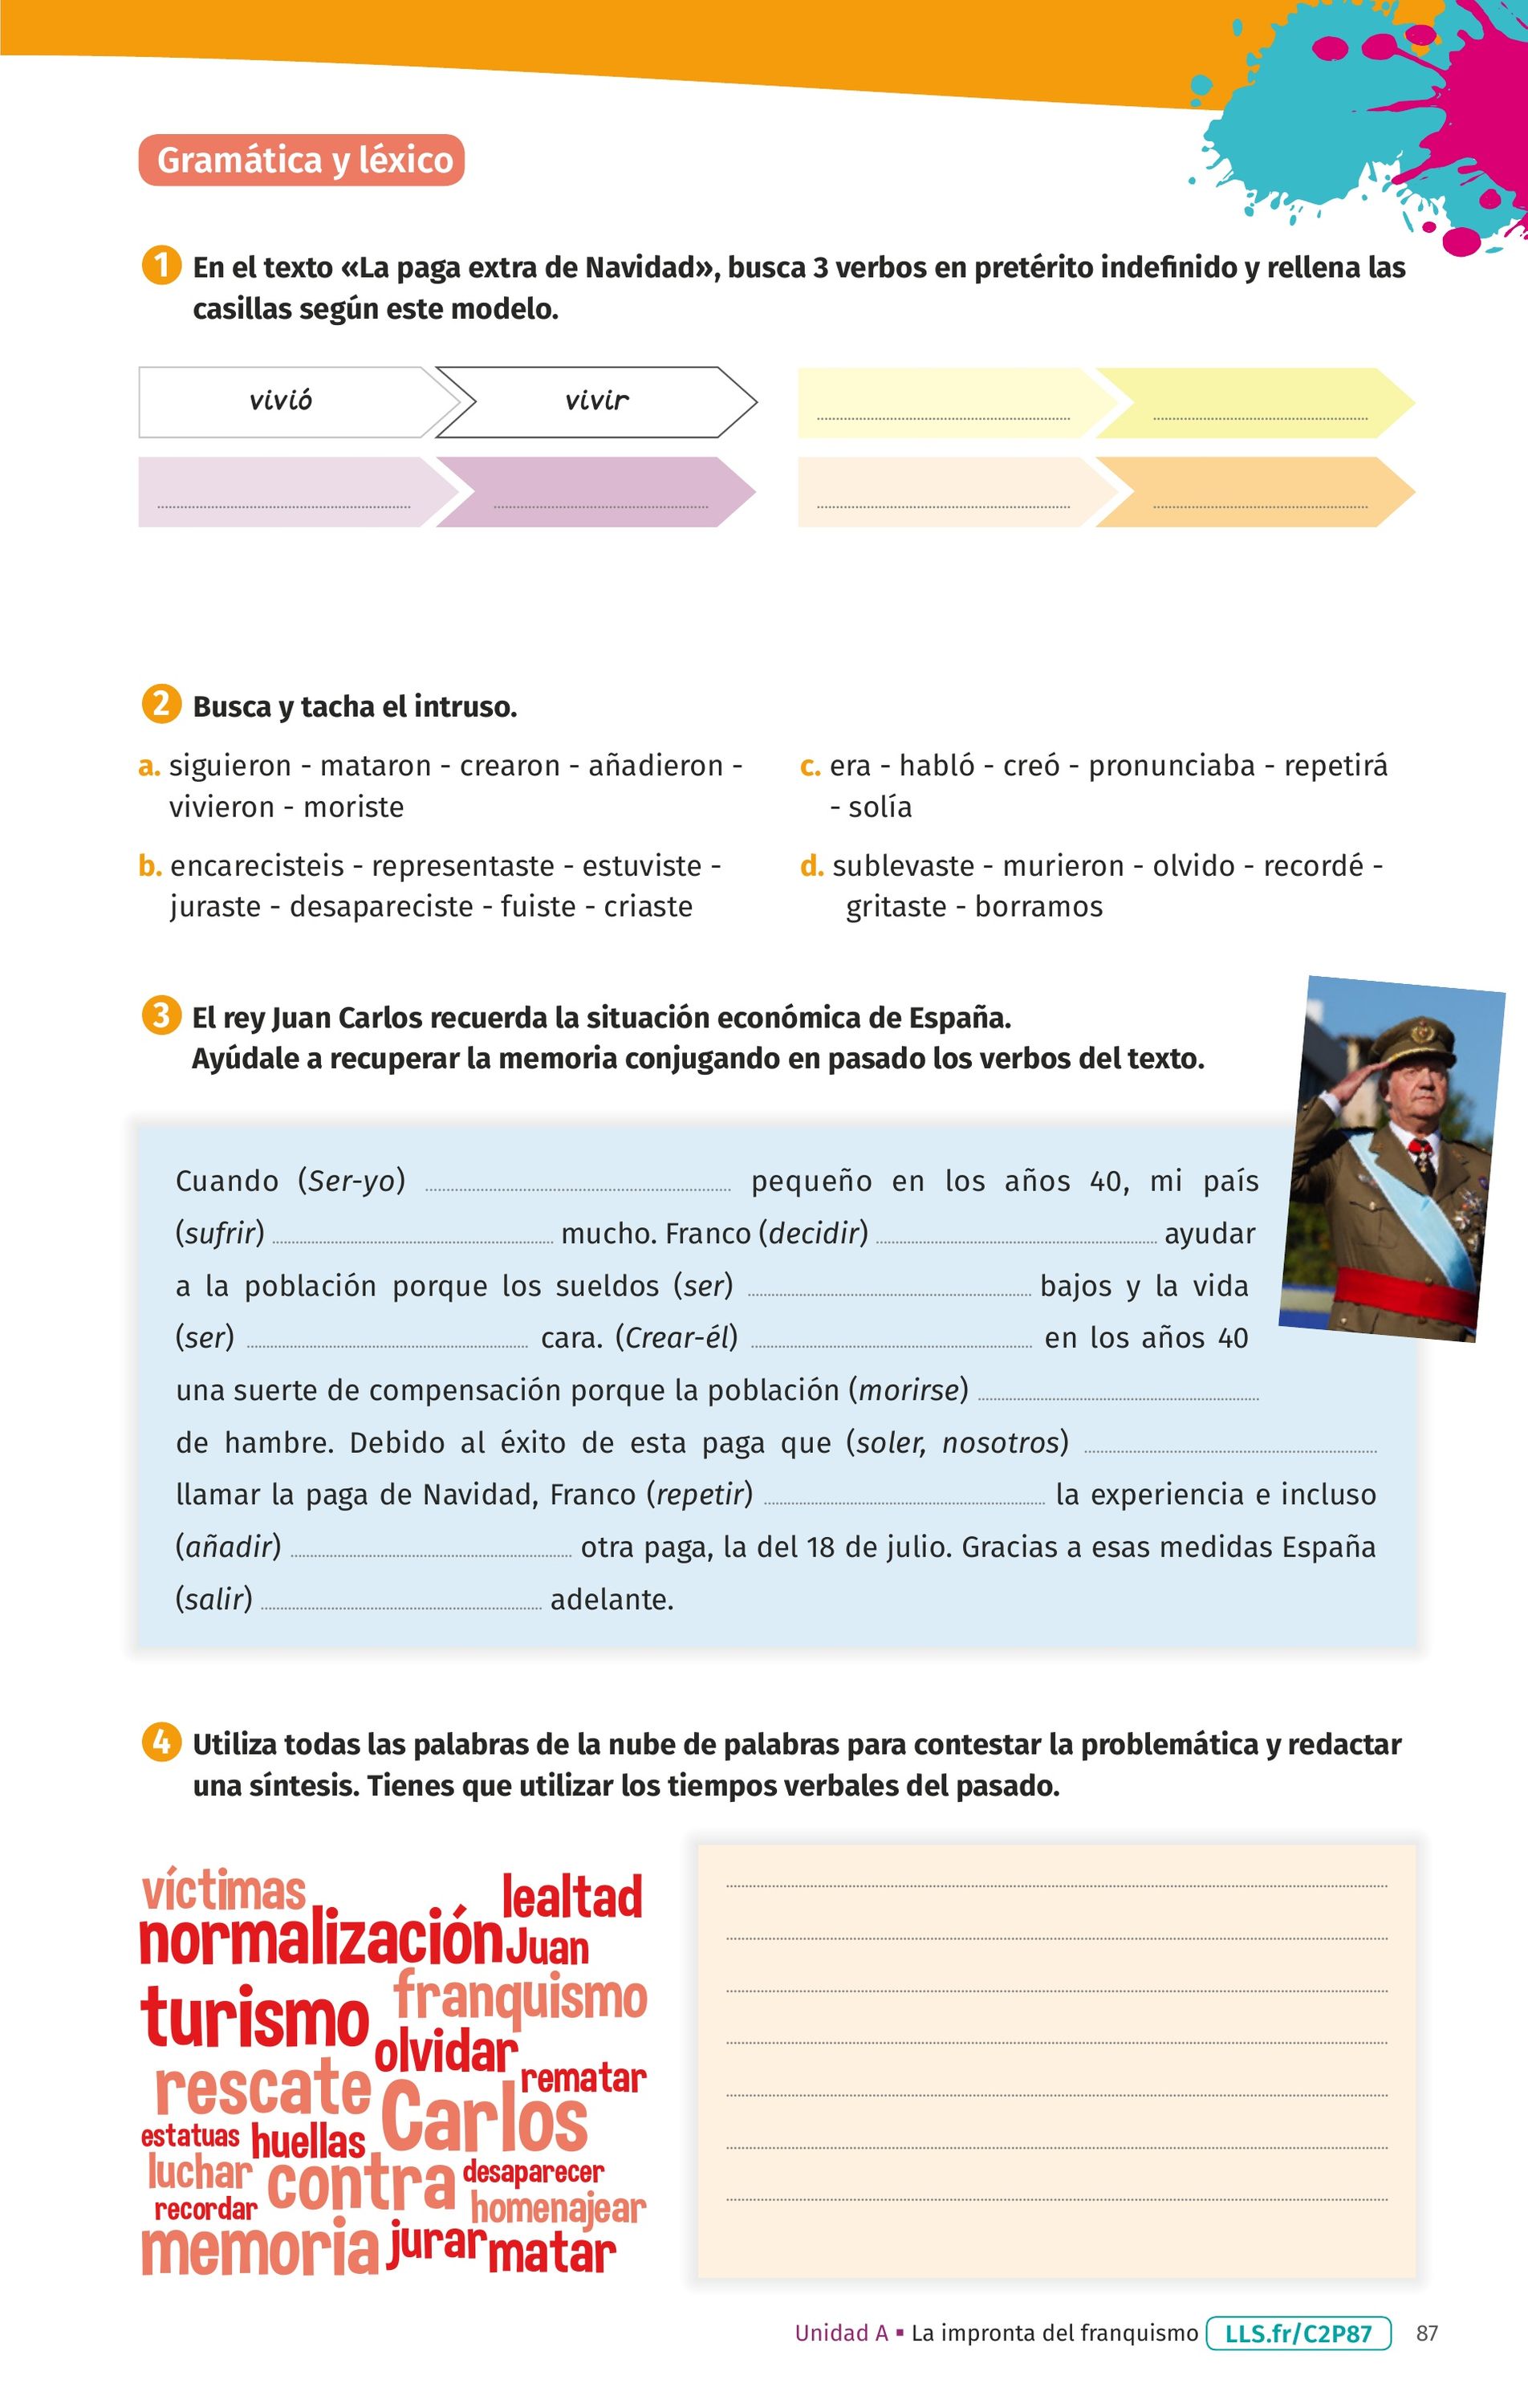 Gramática y léxico
1 En el texto «La paga extra de Navidad», busca 3 verbos en pretérito indefinido y rellena las
casillas según este modelo.
vivió
vivir
2 Busca y tacha el intruso.
a. siguieron - mataron - crearon - añadieron -
vivieron - moriste
b. encarecisteis - representaste - estuviste -
juraste - desapareciste - fuiste - criaste
c. era - habló - creó - pronunciaba - repetirá
- solía
d. sublevaste - murieron - olvido - recordé -
gritaste - borramos
3 El rey Juan Carlos recuerda la situación económica de España.
Ayúdale a recuperar la memoria conjugando en pasado los verbos del texto.
Cuando (Ser-yo) ........ pequeño en los años 40, mi país
(sufrir) ........ mucho. Franco (decidir) ........ ayudar
a la población porque los sueldos (ser) ........ bajos y la vida
(ser) ........ cara. (Crear-él) ........ en los años 40
una suerte de compensación porque la población (morirse) ........
de hambre. Debido al éxito de esta paga que (soler, nosotros) ........
llamar la paga de Navidad, Franco (repetir) ........ la experiencia e incluso
(añadir) ........ otra paga, la del 18 de julio. Gracias a esas medidas España
(salir) ........ adelante.
4 Utiliza todas las palabras de la nube de palabras para contestar la problemática y redactar
una síntesis. Tienes que utilizar los tiempos verbales del pasado.
víctimas
lealtad
normalización
Juan
franquismo
turismo
olvidar
rematar
rescate
Carlos
estatuas
huellas
luchar
contra
desaparecer
recordar
homenajear
memoria
jurar
matar
Unidad A ▪ La impronta del franquismo LLS.fr/C2P87 87